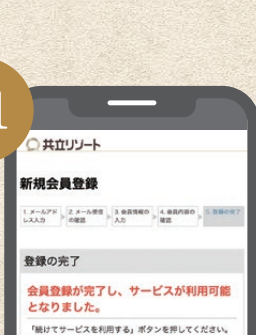 1
共立リゾート
新規会員登録
1. メールアドレス入力
2. メール受信の確認
3. 会員情報の入力
4. 会員内容の確認
5. 登録の完了
登録の完了
会員登録が完了し、サービスが利用可能
となりました。
「続けてサービスを利用する」ボタンを押してください。